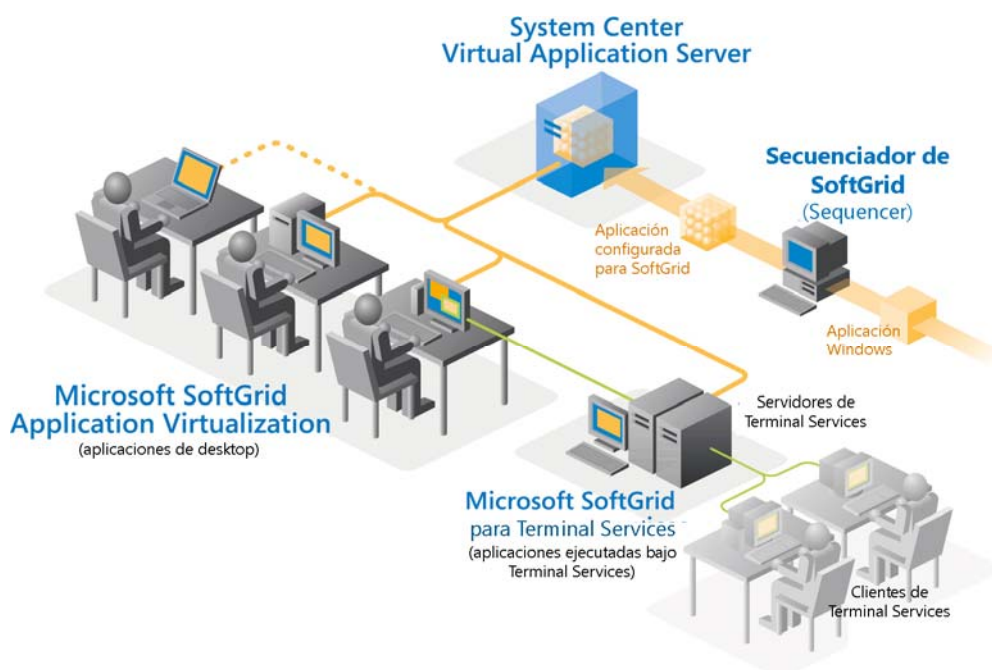 System Center
Virtual Application Server
Secuenciador de
SoftGrid
(Sequencer)
Aplicación
configurada
para SoftGrid
Aplicación
Windows
Microsoft SoftGrid
Application Virtualization
(aplicaciones de desktop)
Servidores de
Terminal Services
Microsoft SoftGrid
para Terminal Services
(aplicaciones ejecutadas bajo
Terminal Services)
Clientes de
Terminal Services